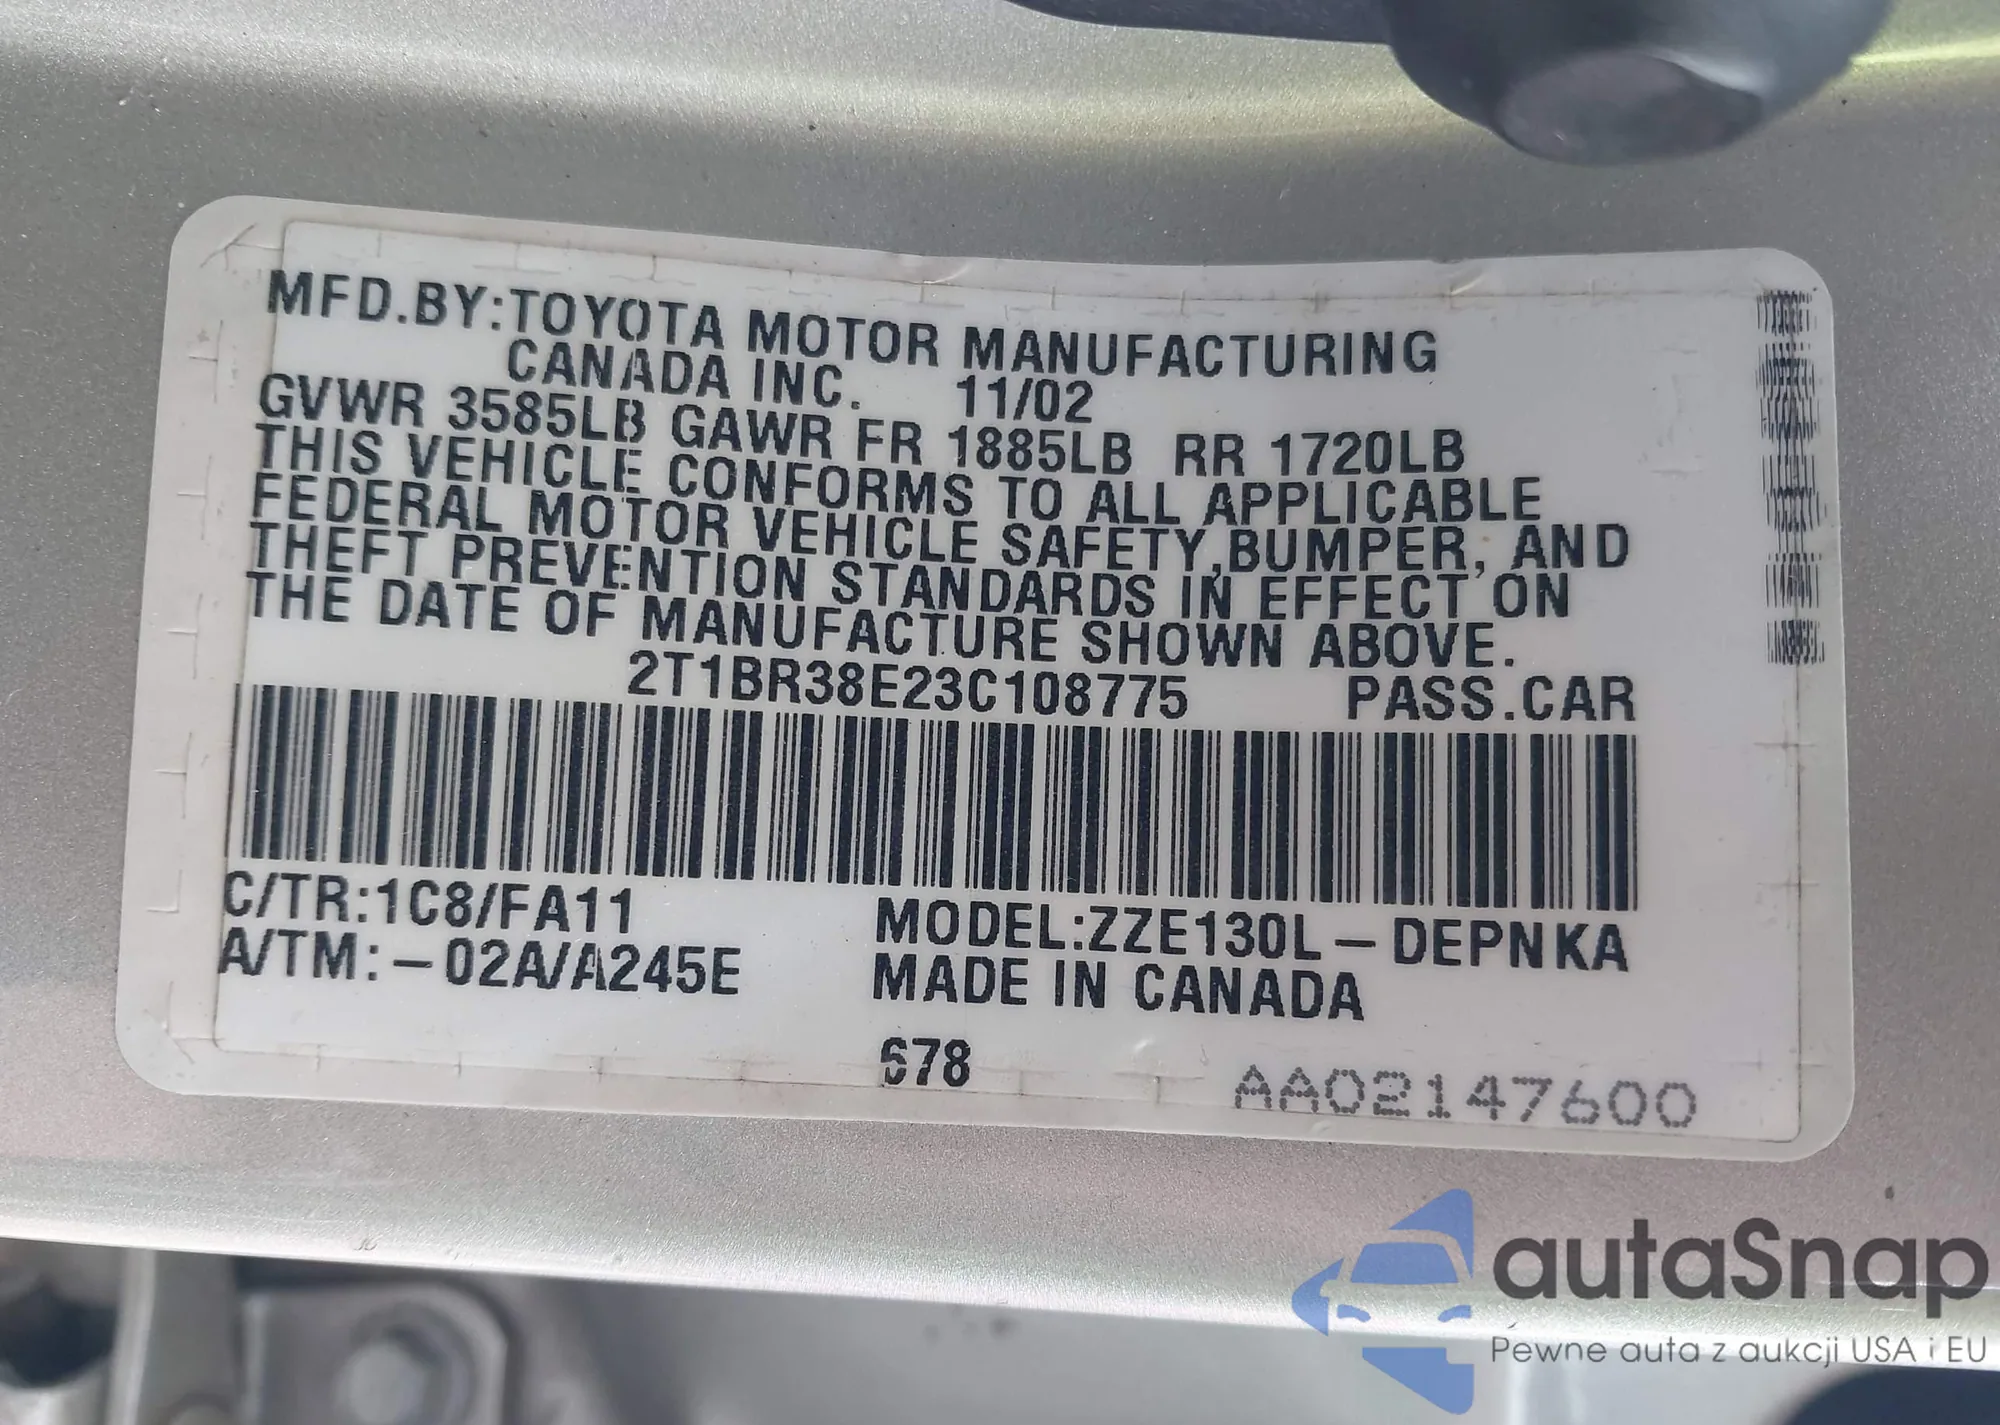 MFD.BY:TOYOTA MOTOR MANUFACTURING
CANADA INC. 11/02
GVWR 3585LB GAWR FR 1885LB RR 1720LB
THIS VEHICLE CONFORMS TO ALL APPLICABLE
FEDERAL MOTOR VEHICLE SAFETY,BUMPER, AND
THEFT PREVENTION STANDARDS IN EFFECT ON
THE DATE OF MANUFACTURE SHOWN ABOVE.
2T1BR38E23C108775 PASS.CAR
C/TR:1C8/FA11
A/TM:-02A/A245E
MODEL:ZZE130L-DEPNKA
MADE IN CANADA
678
AA02147600
autaSnap
Pewne auta z aukcji USA i EU